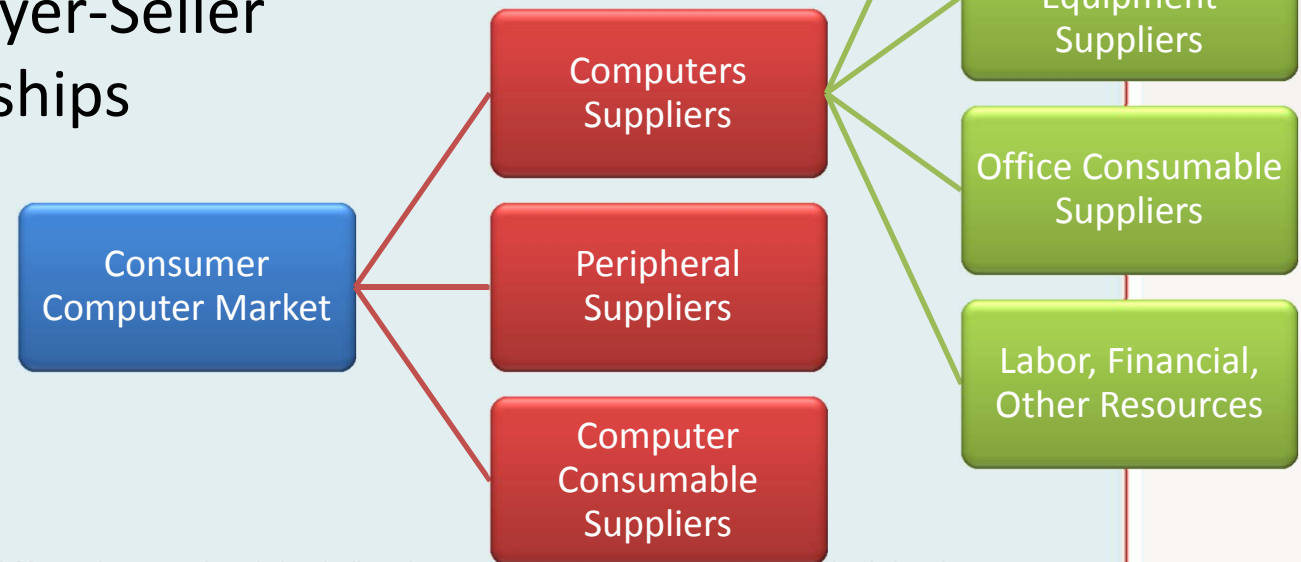 yer-Seller
ships
Consumer
Computer Market
Computers
Suppliers
Peripheral
Suppliers
Computer
Consumable
Suppliers
Equipment
Suppliers
Office Consumable
Suppliers
Labor, Financial,
Other Resources